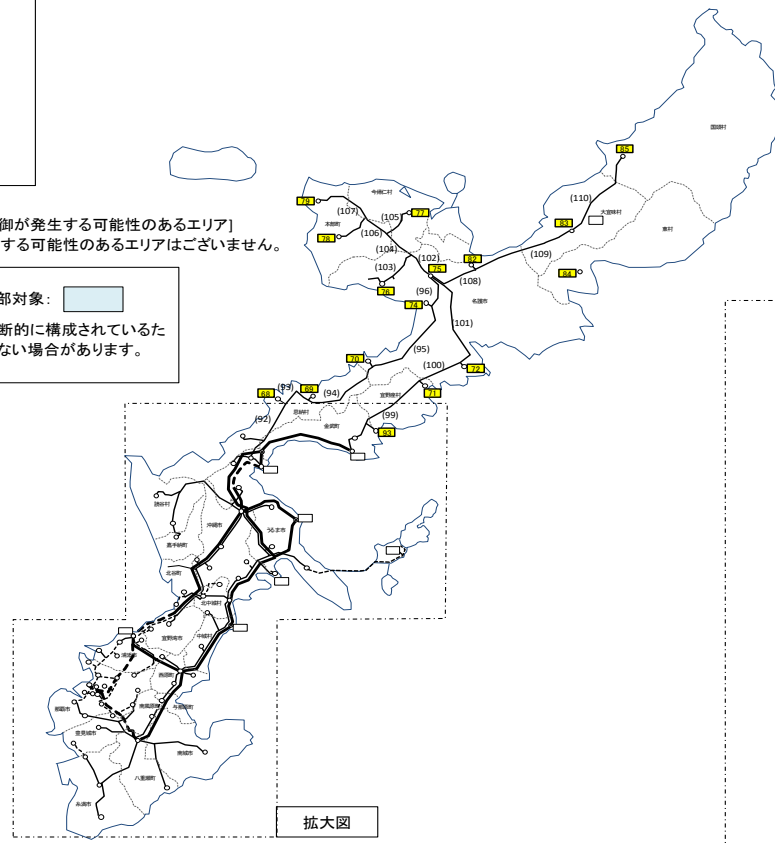 国頭村
85
今帰仁村
79
(107)
(105)
77
(110)
大宜味村
本部町
(106)
83
東村
御が発生する可能性のあるエリア]
78
(104)
する可能性のあるエリアはございません。
(102)
82
(109)
(103)
75
(108)
84
76
(96)
名護市
部対象:
74
(101)
断的に構成されているた
(95)
ない場合があります。
70
(100)
72
68
(93)
69
(94)
宜野座村
71
恩納村
(92)
(99)
金武町
93
読谷村
沖縄市
うるま市
嘉手納町
北谷町
北中城村
宜野湾市
中城村
浦添市
西原町
那覇市
南風原町
与那原町
豊見城市
南城市
八重瀬町
糸満市
拡大図